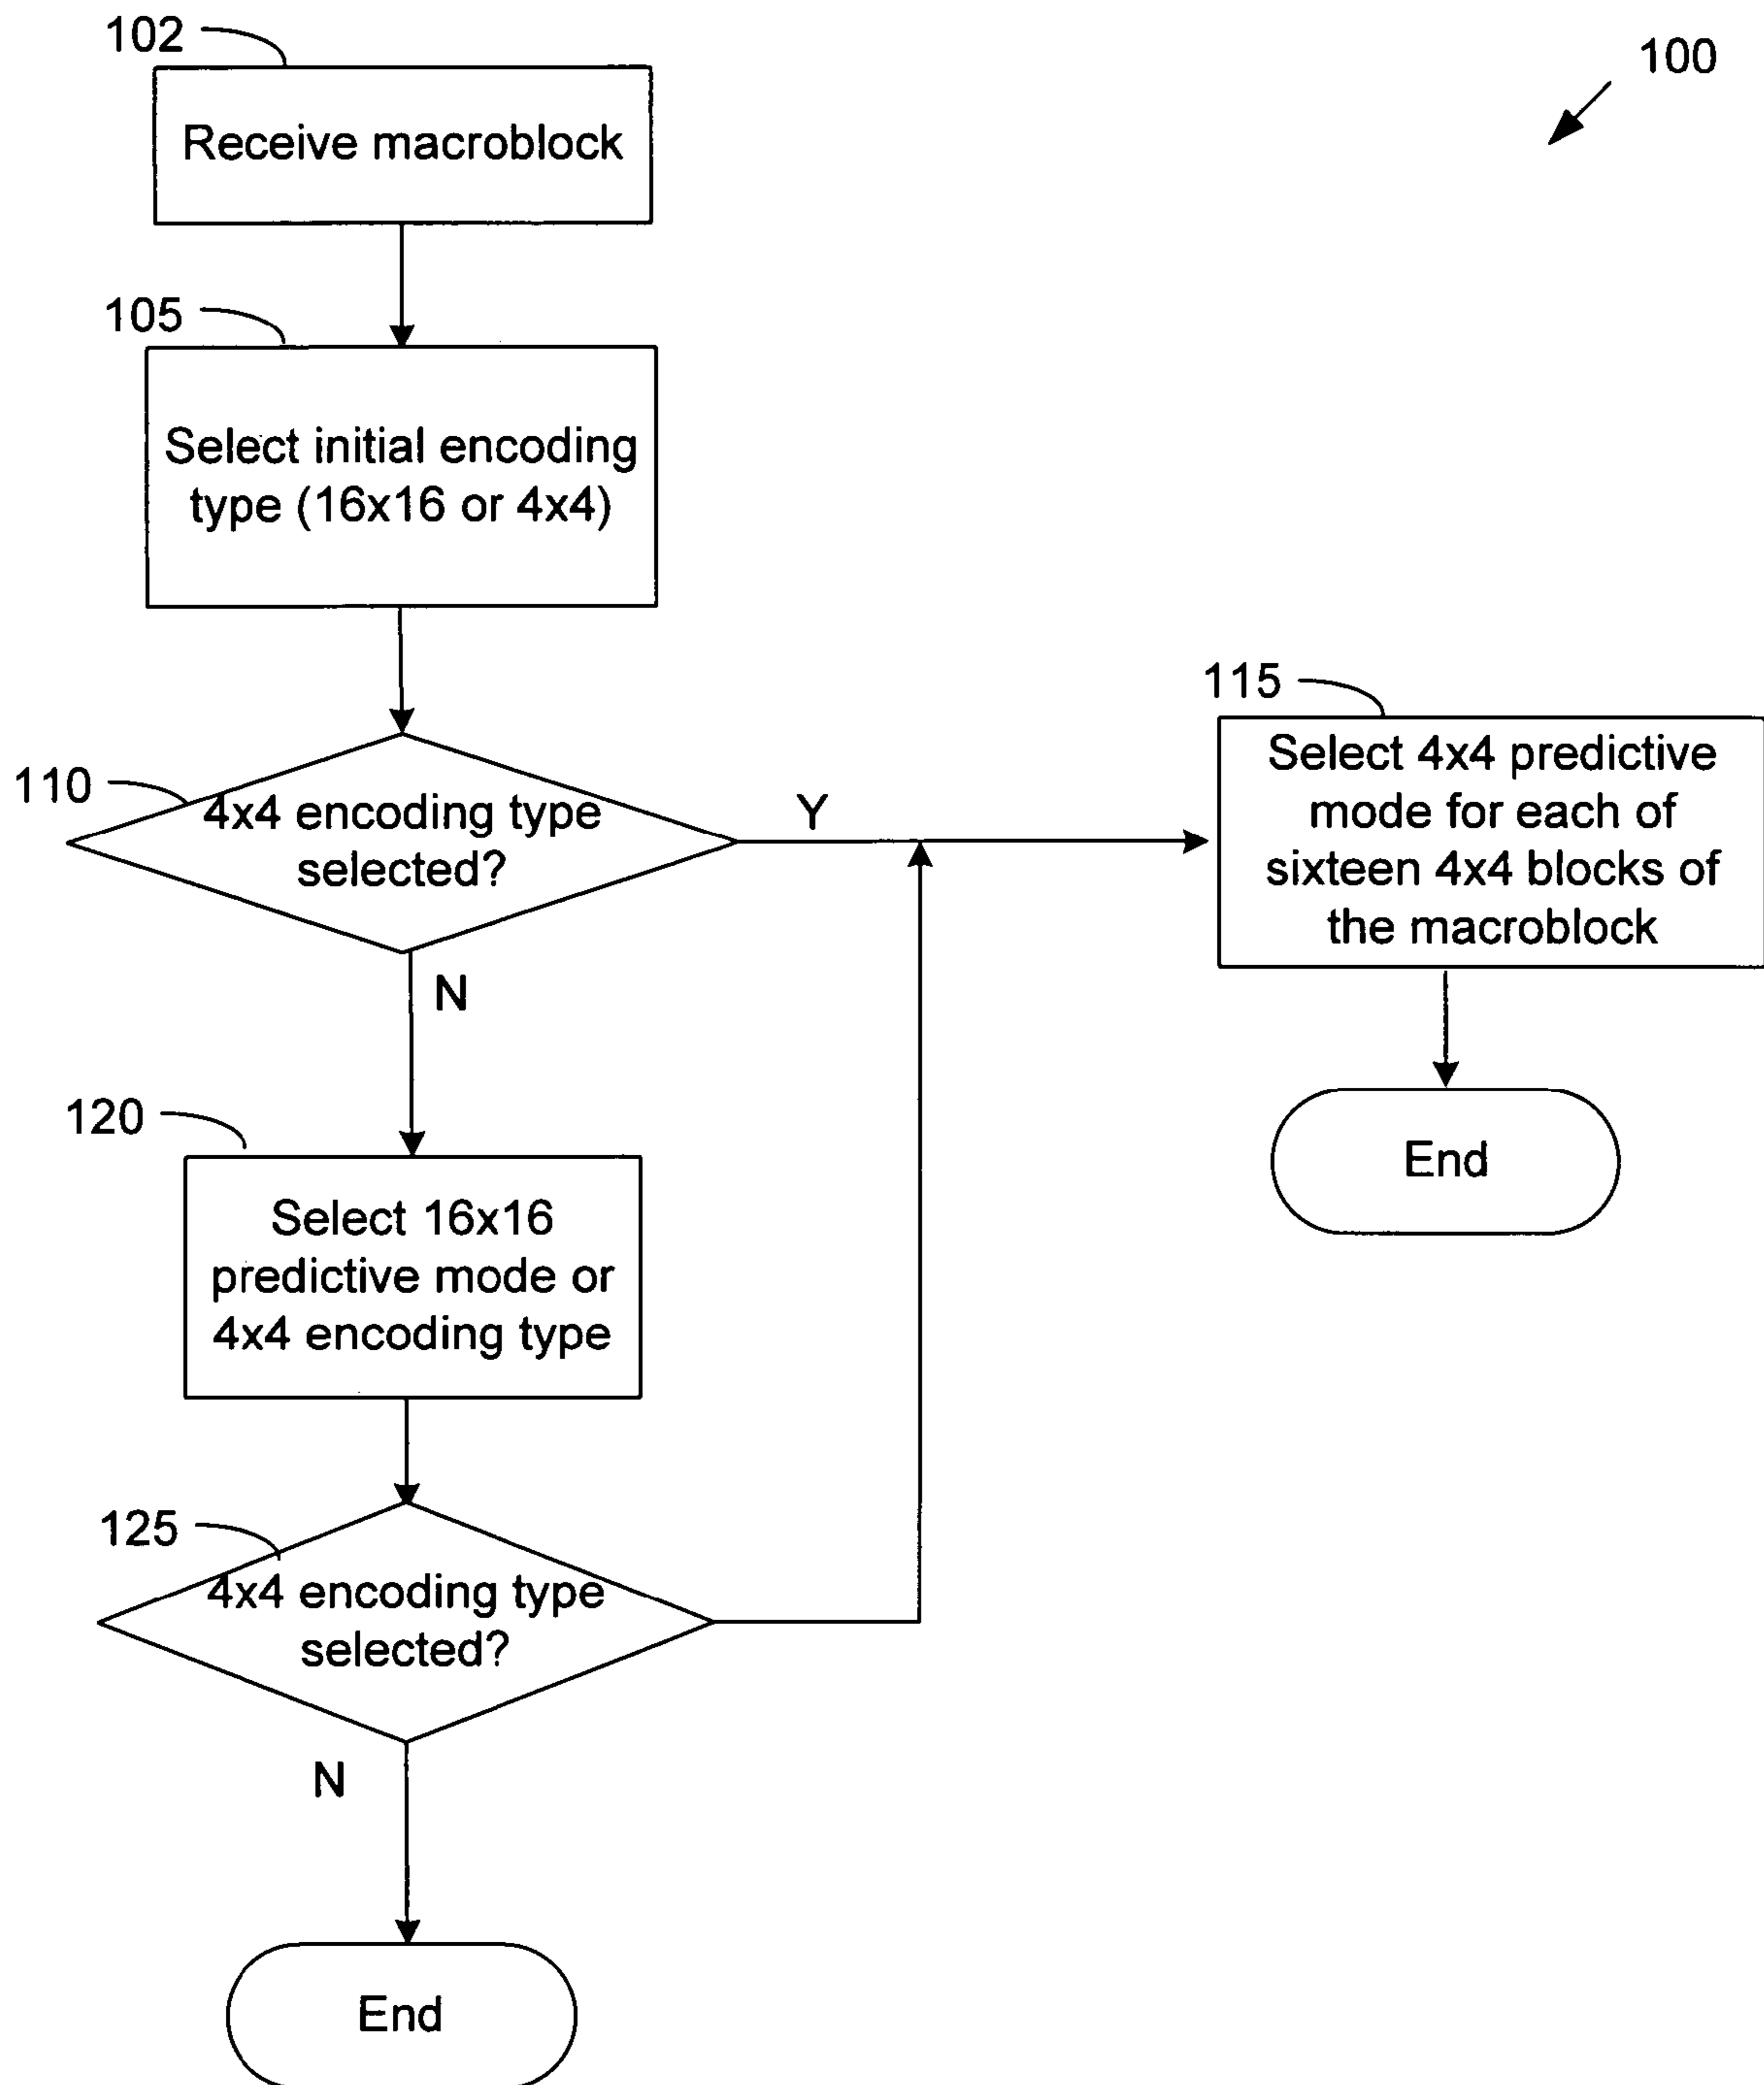 102
100
Receive macroblock
105
Select initial encoding
type (16x16 or 4x4)
110
4x4 encoding type
selected?
Y
N
115
Select 4x4 predictive
mode for each of
sixteen 4x4 blocks of
the macroblock
End
120
Select 16x16
predictive mode or
4x4 encoding type
125
4x4 encoding type
selected?
N
End